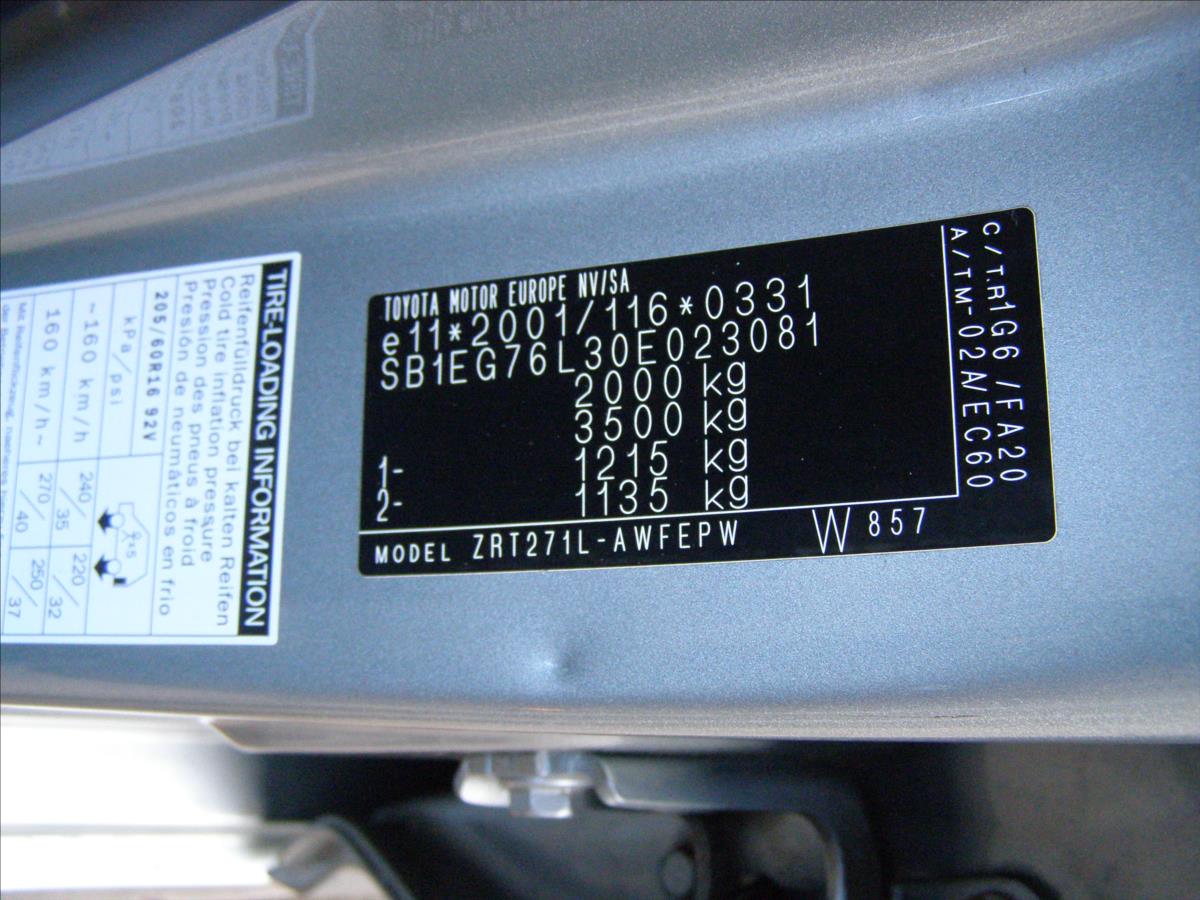 TOYOTA MOTOR EUROPE NV/SA
e11*2001/116*0331
SB1EG76L30E023081
2000 kg
3500 kg
1- 1215 kg
2- 1135 kg
MODEL ZRT271L-AWFEPW W857
C/T.R1G6 /FA20
A/TM-02A/EC60
TIRE-LOADING INFORMATION
Reifenfülldruck bei kalten Reifen
Cold tire inflation pressure
Pression des pneus à froid
Presión de neumáticos en frio
205/60R16 92V
kPa/psi
~160 km/h 240/35 220/32
160 km/h~ 270/40 250/37